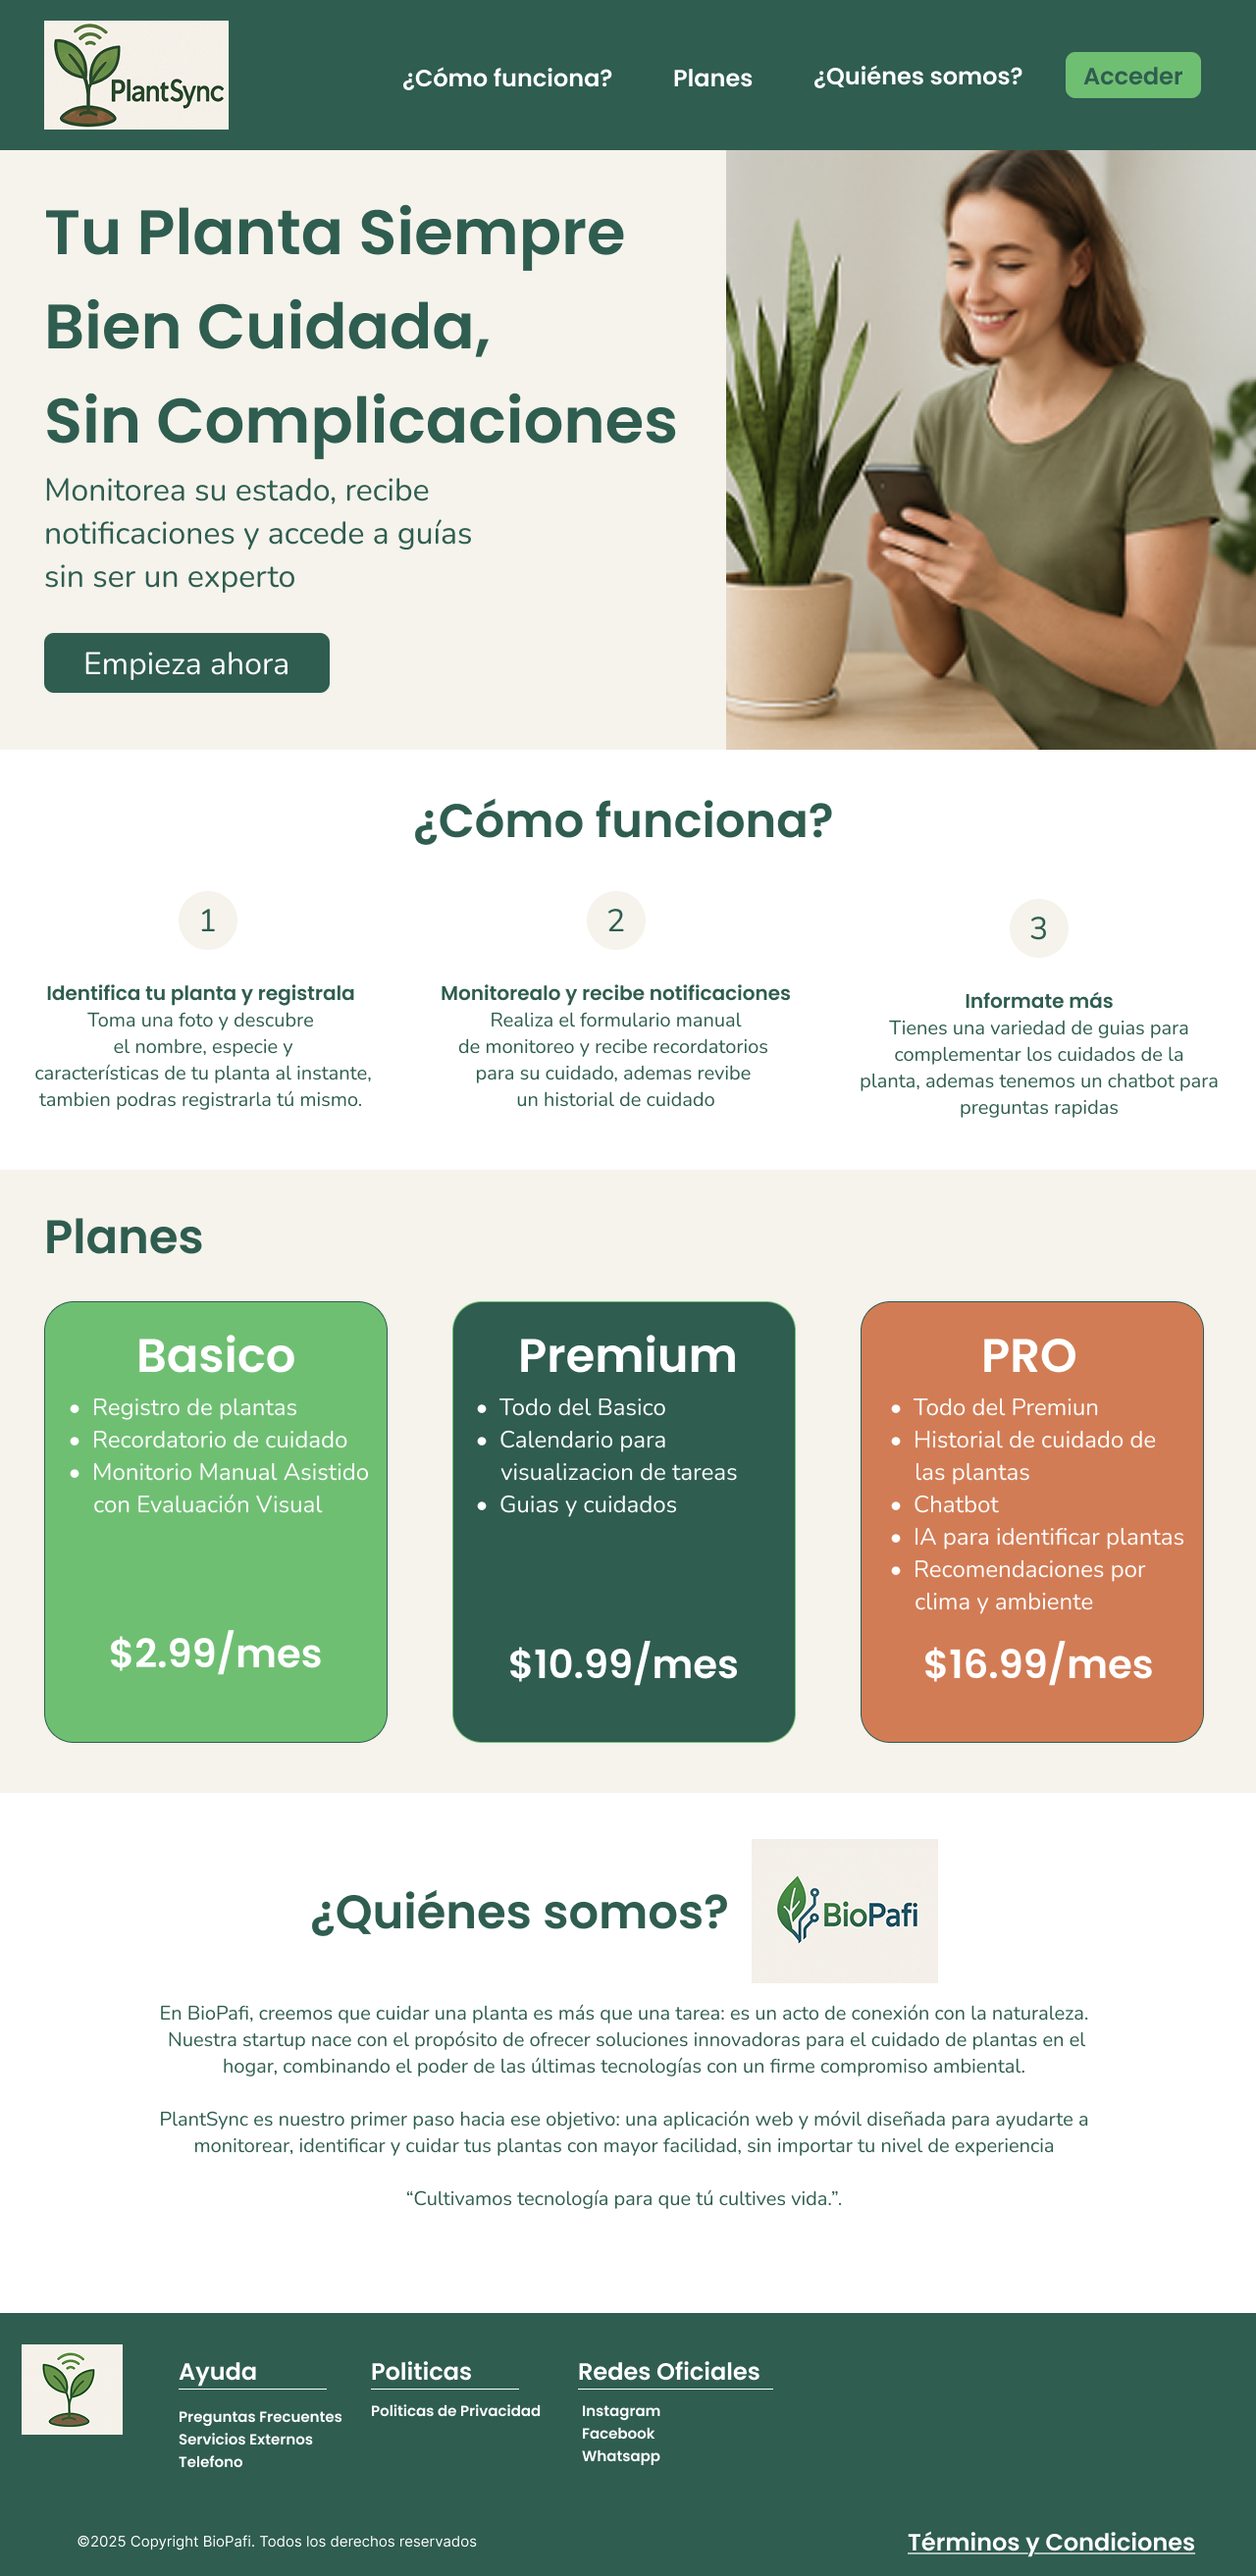 PlantSync
¿Cómo funciona?
Planes
¿Quiénes somos?
Acceder
Tu Planta Siempre
Bien Cuidada,
Sin Complicaciones
Monitorea su estado, recibe
notificaciones y accede a guías
sin ser un experto
Empieza ahora
¿Cómo funciona?
1
Identifica tu planta y registrala
Toma una foto y descubre
el nombre, especie y
características de tu planta al instante,
tambien podras registrarla tú mismo.
2
Monitorealo y recibe notificaciones
Realiza el formulario manual
de monitoreo y recibe recordatorios
para su cuidado, ademas revibe
un historial de cuidado
3
Informate más
Tienes una variedad de guias para
complementar los cuidados de la
planta, ademas tenemos un chatbot para
preguntas rapidas
Planes
Basico
• Registro de plantas
• Recordatorio de cuidado
• Monitorio Manual Asistido
con Evaluación Visual
$2.99/mes
Premium
• Todo del Basico
• Calendario para
visualizacion de tareas
• Guias y cuidados
$10.99/mes
PRO
• Todo del Premiun
• Historial de cuidado de
las plantas
• Chatbot
• IA para identificar plantas
• Recomendaciones por
clima y ambiente
$16.99/mes
¿Quiénes somos?
BioPafi
En BioPafi, creemos que cuidar una planta es más que una tarea: es un acto de conexión con la naturaleza.
Nuestra startup nace con el propósito de ofrecer soluciones innovadoras para el cuidado de plantas en el
hogar, combinando el poder de las últimas tecnologías con un firme compromiso ambiental.
PlantSync es nuestro primer paso hacia ese objetivo: una aplicación web y móvil diseñada para ayudarte a
monitorear, identificar y cuidar tus plantas con mayor facilidad, sin importar tu nivel de experiencia
“Cultivamos tecnología para que tú cultives vida.”.
Ayuda
Preguntas Frecuentes
Servicios Externos
Telefono
Politicas
Politicas de Privacidad
Redes Oficiales
Instagram
Facebook
Whatsapp
©2025 Copyright BioPafi. Todos los derechos reservados
Términos y Condiciones